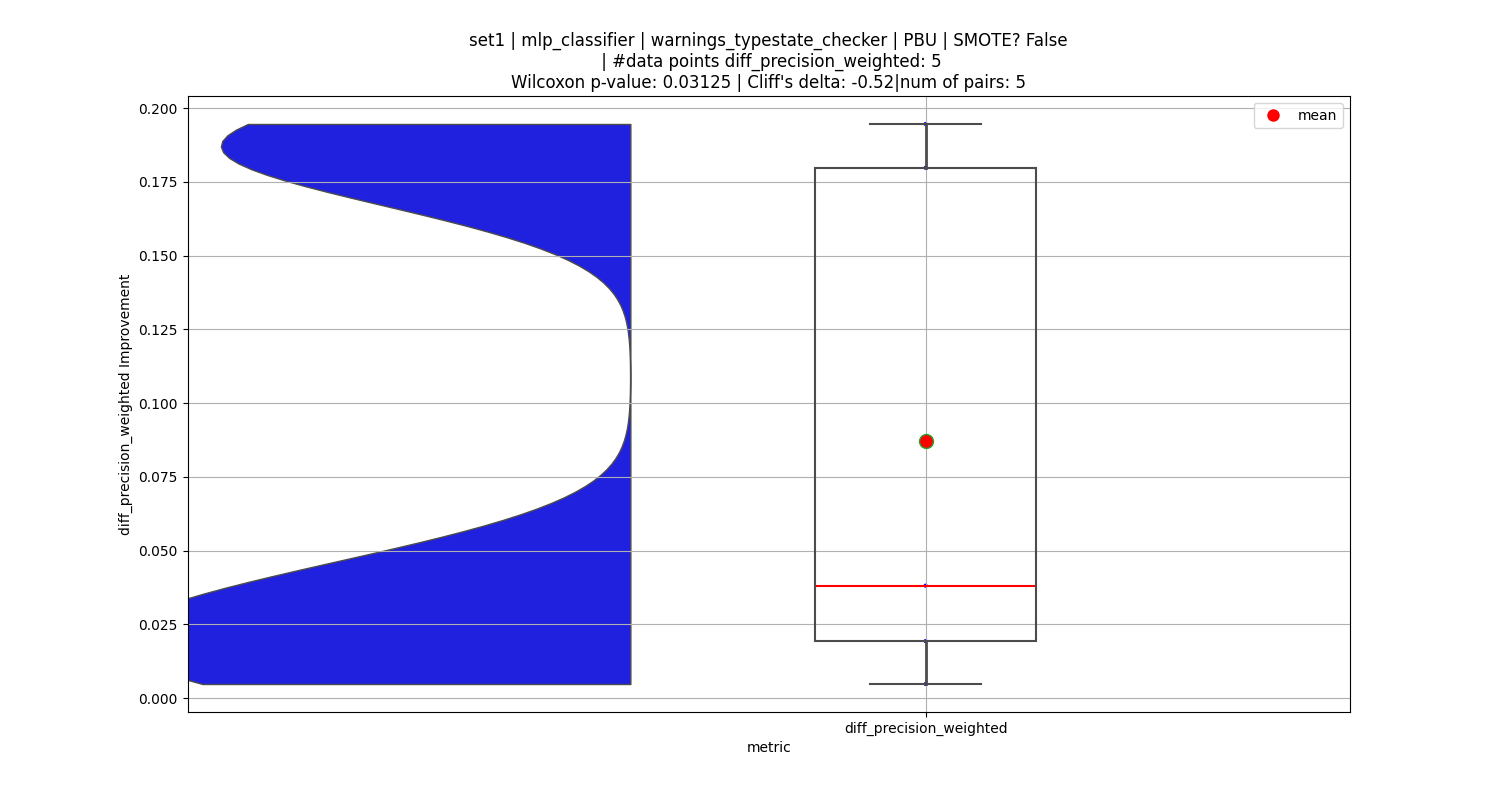 set1 | mlp_classifier | warnings_typestate_checker | PBU | SMOTE? False
| #data points diff_precision_weighted: 5
Wilcoxon p-value: 0.03125 | Cliff's delta: -0.52|num of pairs: 5
mean
0.200
0.175
0.150
0.125
0.100
0.075
0.050
0.025
0.000
diff_precision_weighted Improvement
diff_precision_weighted
metric